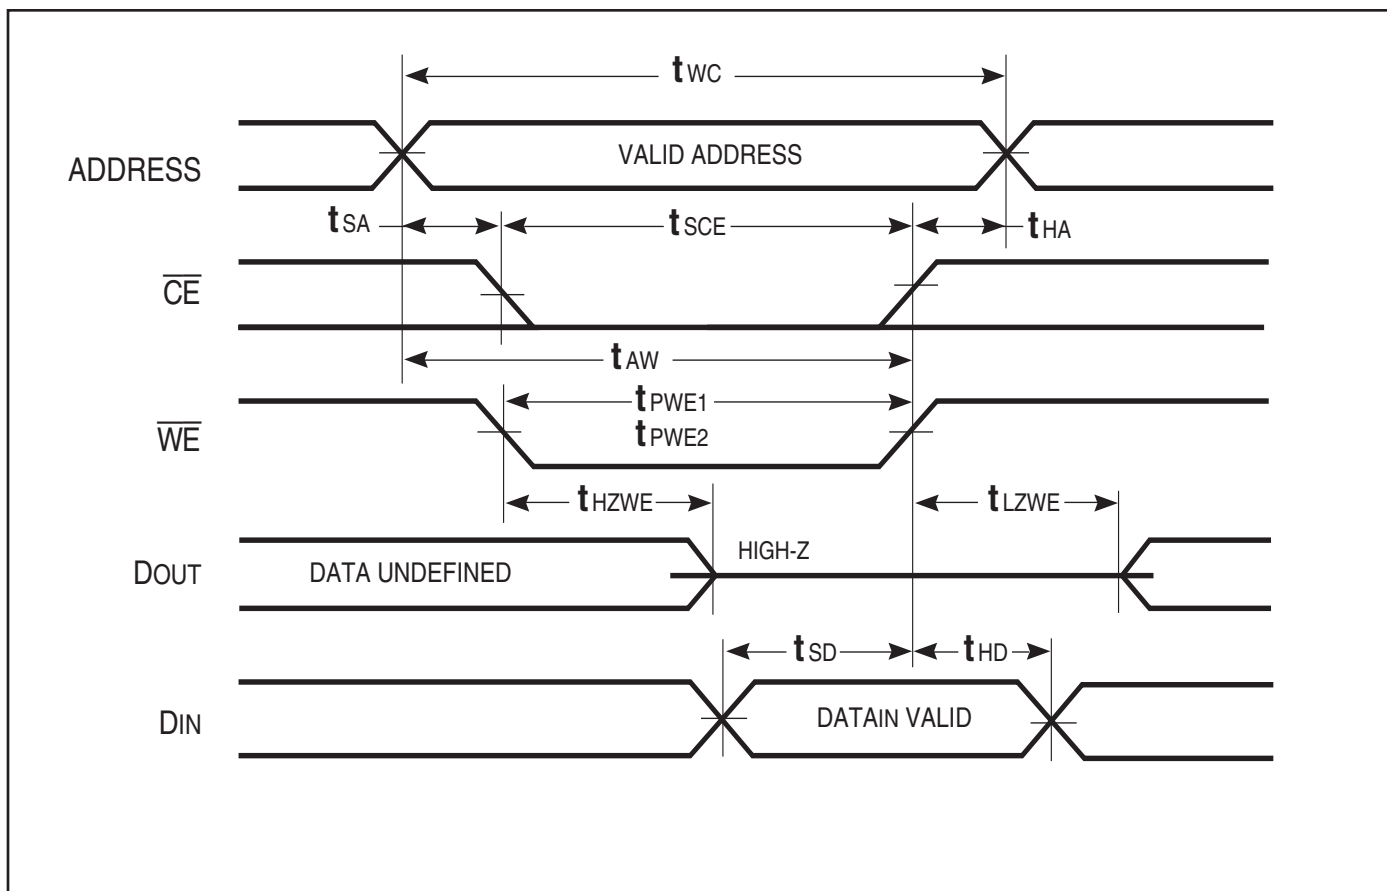 tWC
ADDRESS
VALID ADDRESS
tSA
tSCE
tHA
CE
tAW
WE
tPWE1
tPWE2
tHZWE
tLZWE
DOUT
DATA UNDEFINED
HIGH-Z
tSD
tHD
DIN
DATAIN VALID